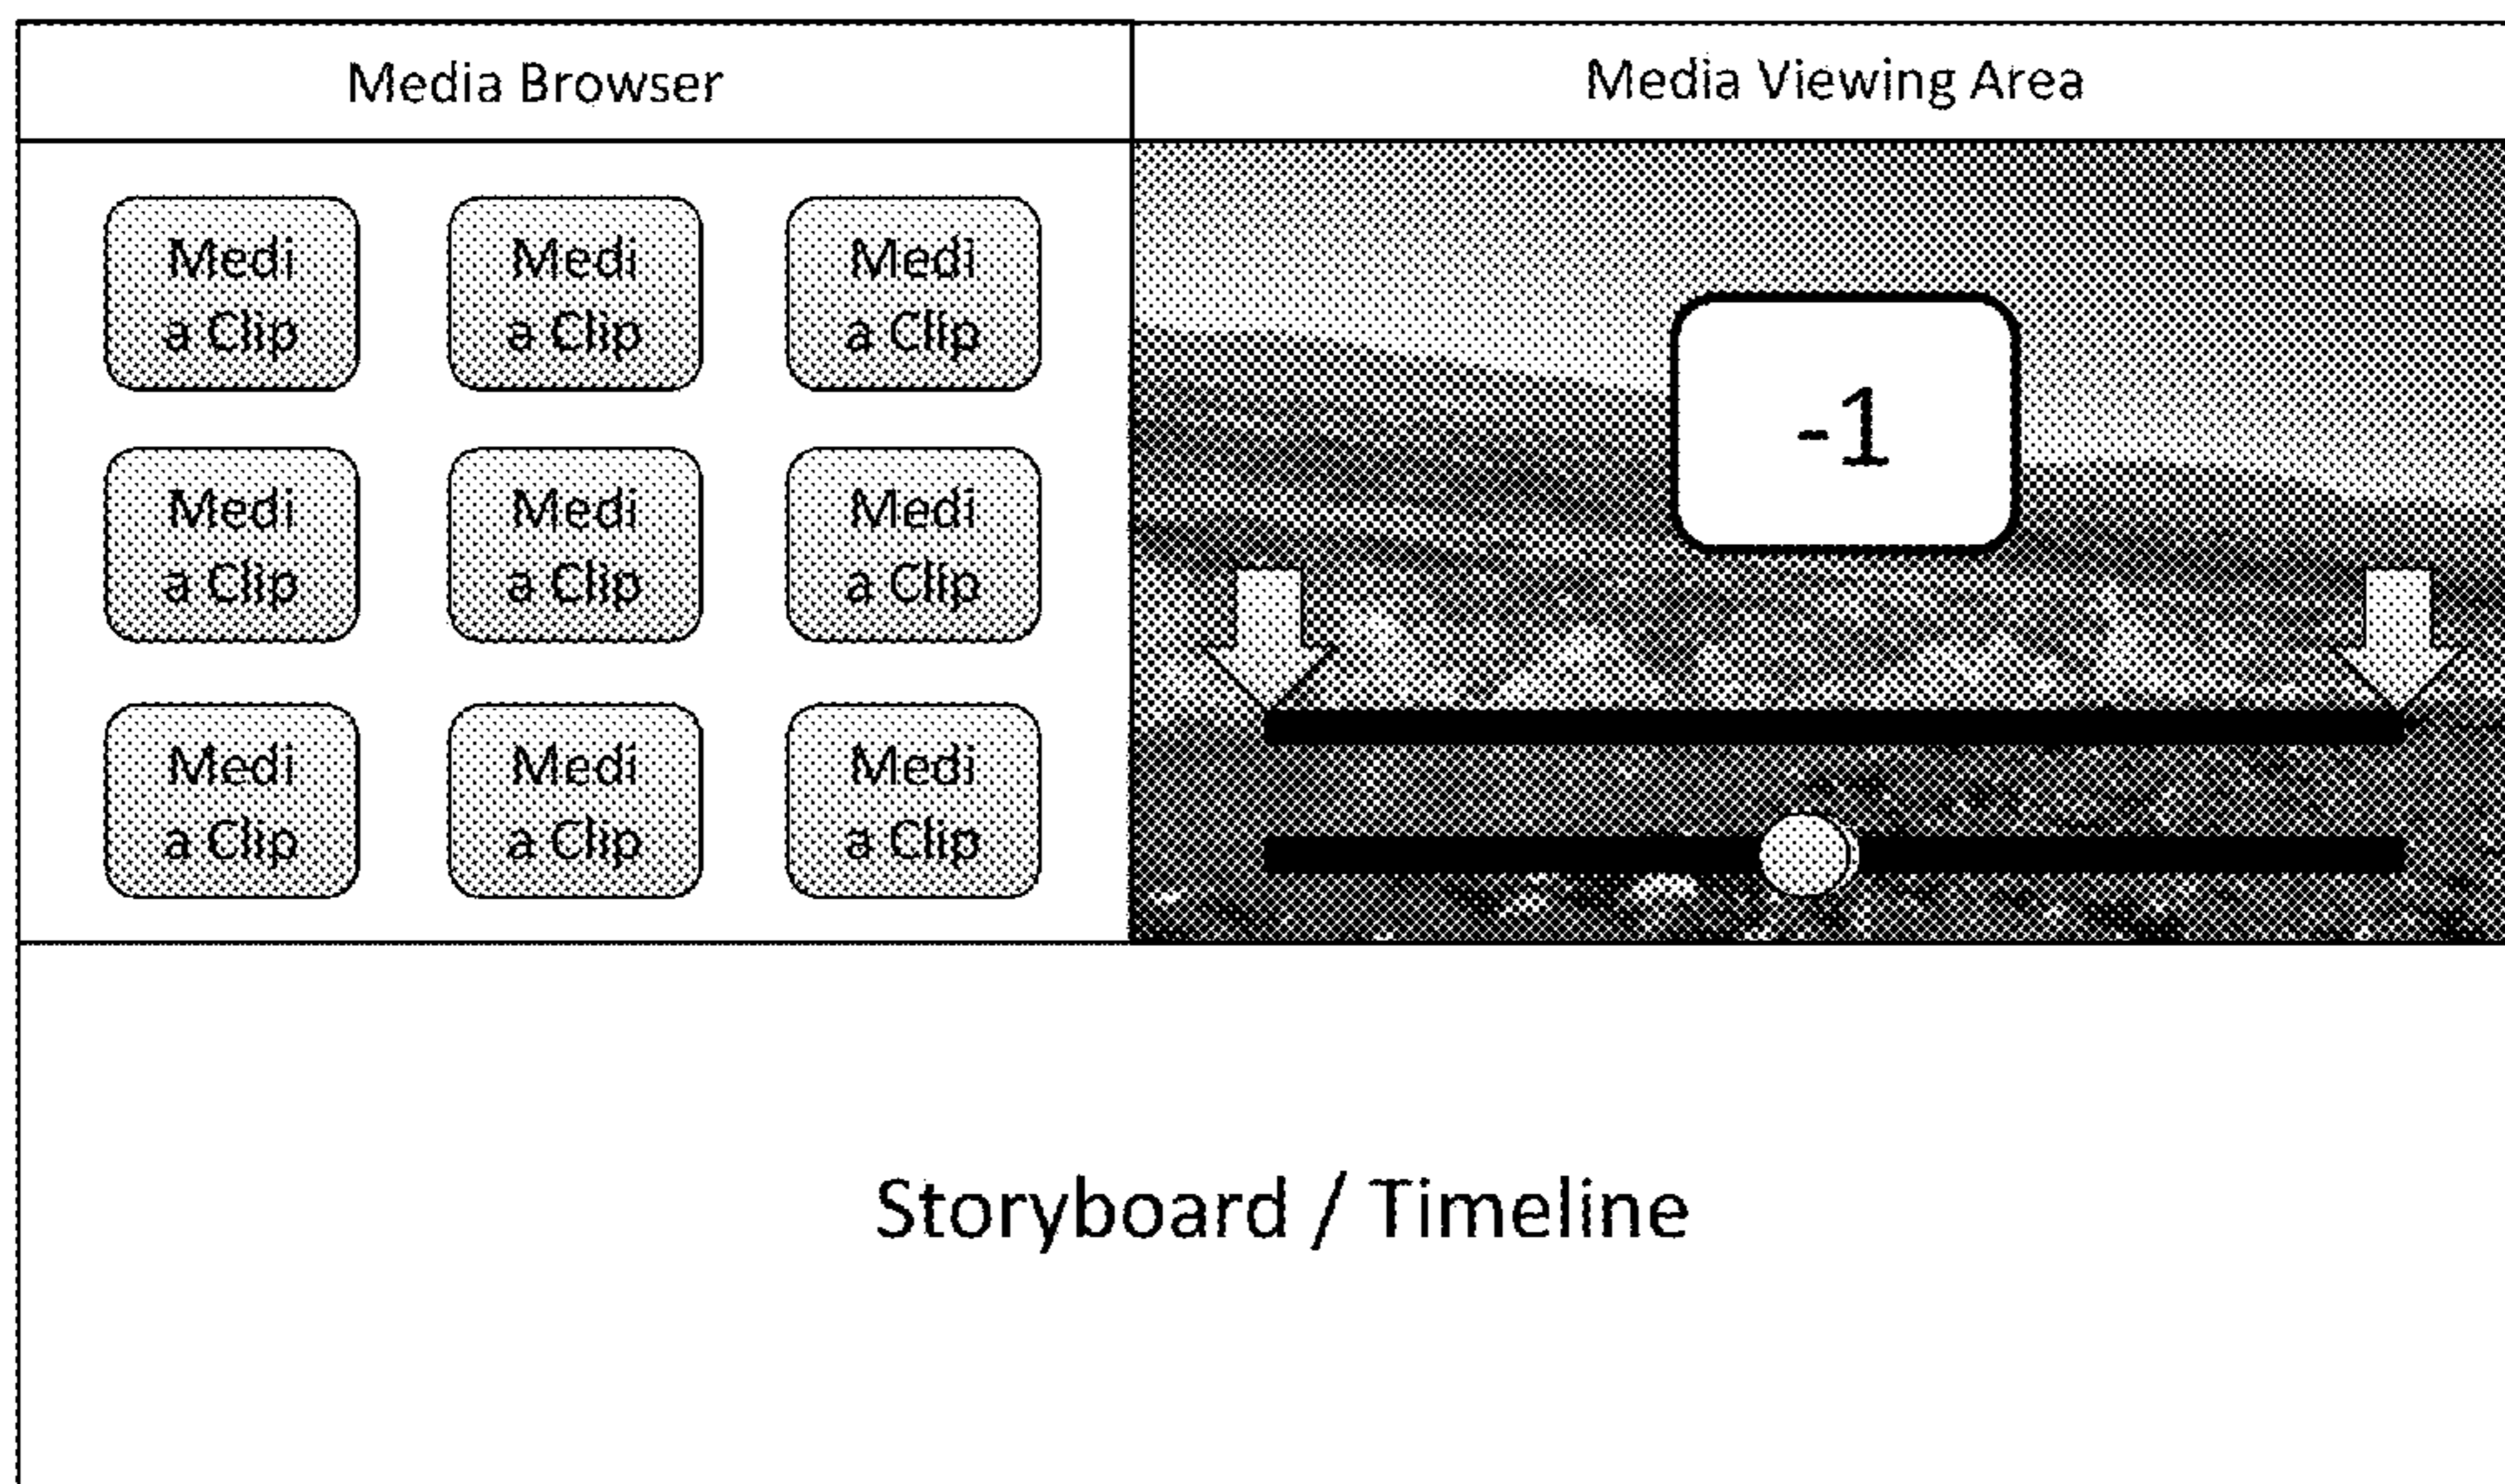 Media Browser
Media Viewing Area
Medi
a Clip
Medi
a Clip
Medi
a Clip
-1
Medi
a Clip
Medi
a Clip
Medi
a Clip
Medi
a Clip
Medi
a Clip
Medi
a Clip
Storyboard / Timeline